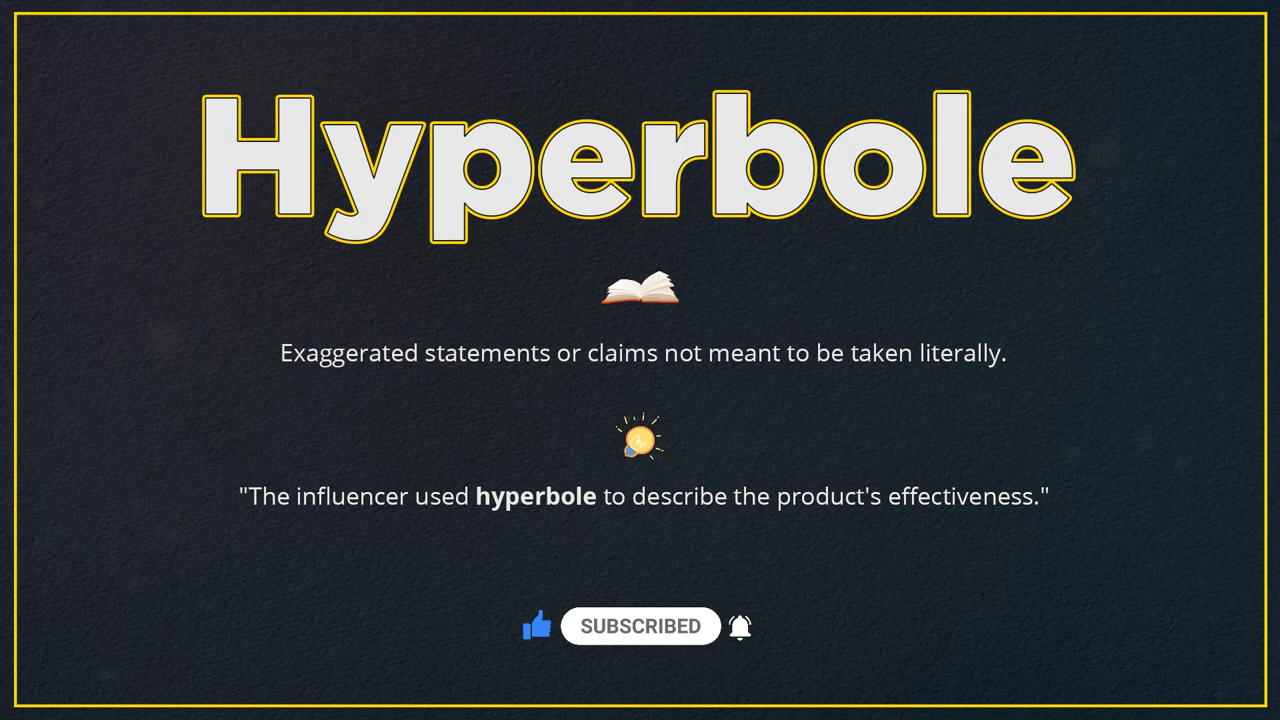 Hyperbole
Exaggerated statements or claims not meant to be taken literally.
"The influencer used hyperbole to describe the product's effectiveness."
SUBSCRIBED